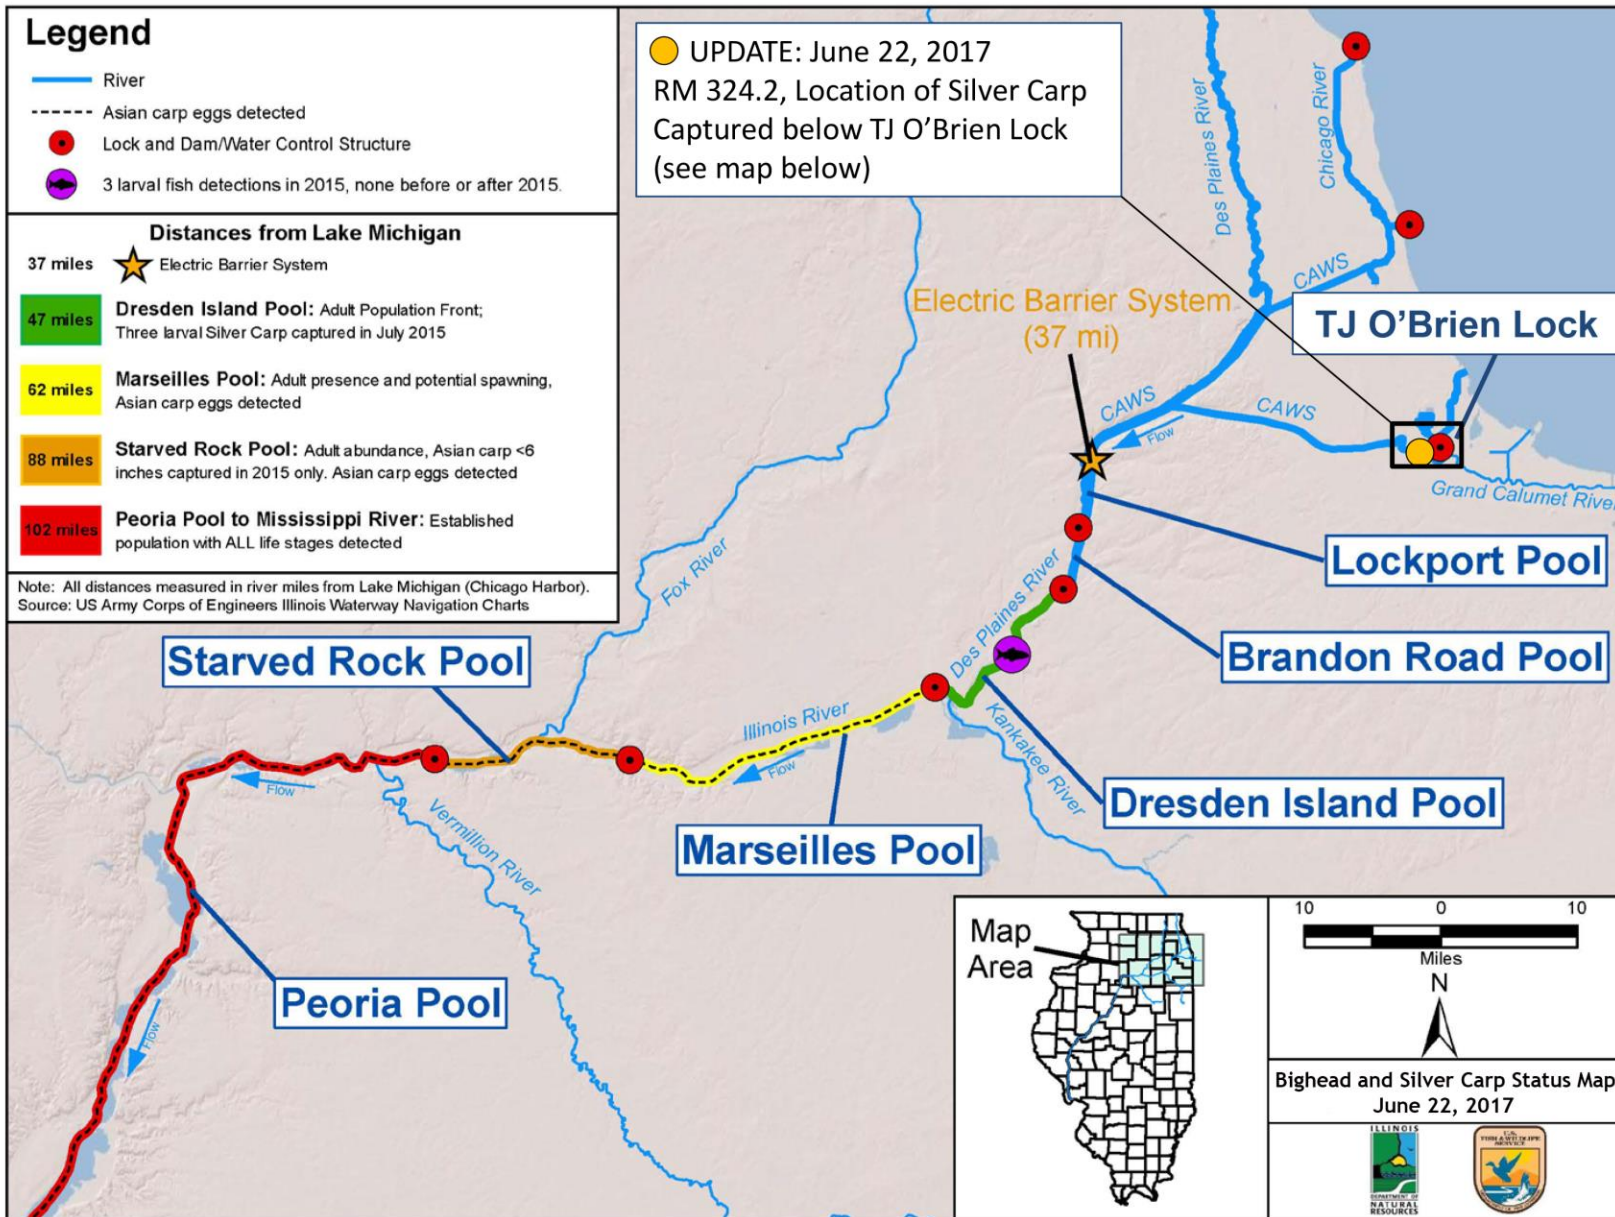 Legend
River
Asian carp eggs detected
Lock and Dam/Water Control Structure
3 larval fish detections in 2015, none before or after 2015.
Distances from Lake Michigan
37 miles Electric Barrier System
47 miles Dresden Island Pool: Adult Population Front;
Three larval Silver Carp captured in July 2015
62 miles Marseilles Pool: Adult presence and potential spawning,
Asian carp eggs detected
88 miles Starved Rock Pool: Adult abundance, Asian carp <6
inches captured in 2015 only. Asian carp eggs detected
102 miles Peoria Pool to Mississippi River: Established
population with ALL life stages detected
Note: All distances measured in river miles from Lake Michigan (Chicago Harbor).
Source: US Army Corps of Engineers Illinois Waterway Navigation Charts
UPDATE: June 22, 2017
RM 324.2, Location of Silver Carp
Captured below TJ O'Brien Lock
(see map below)
Des Plaines River
Chicago River
CAWS
Electric Barrier System
(37 mi)
TJ O'Brien Lock
CAWS
Flow
CAWS
Grand Calumet River
Lockport Pool
Fox River
Des Plaines River
Brandon Road Pool
Starved Rock Pool
Illinois River
Flow
Kankakee River
Dresden Island Pool
Marseilles Pool
Flow
Vermillion River
Peoria Pool
Flow
Map
Area
10 0 10
Miles
N
Bighead and Silver Carp Status Map
June 22, 2017
ILLINOIS
DEPARTMENT OF
NATURAL
RESOURCES
U.S.
FISH & WILDLIFE
SERVICE